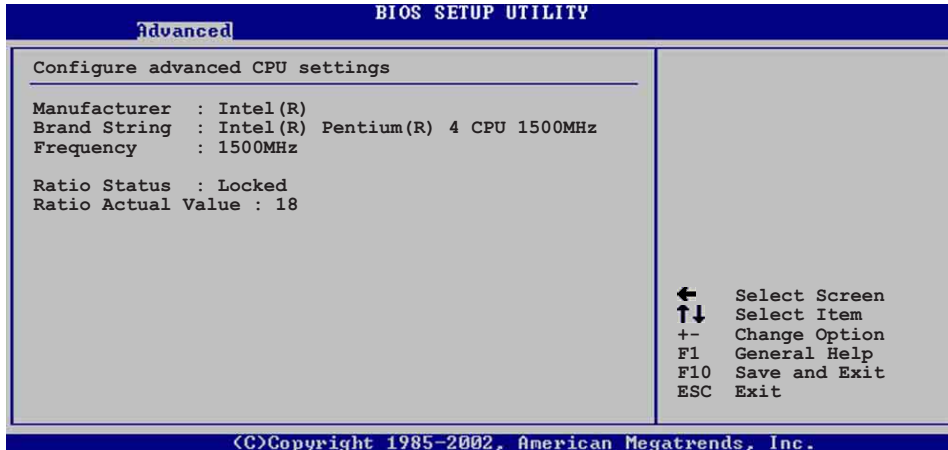 BIOS SETUP UTILITY
Advanced
Configure advanced CPU settings
Manufacturer : Intel(R)
Brand String : Intel(R) Pentium(R) 4 CPU 1500MHz
Frequency : 1500MHz
Ratio Status : Locked
Ratio Actual Value : 18
← Select Screen
↑↓ Select Item
+- Change Option
F1 General Help
F10 Save and Exit
ESC Exit
(C)Copyright 1985-2002, American Megatrends, Inc.